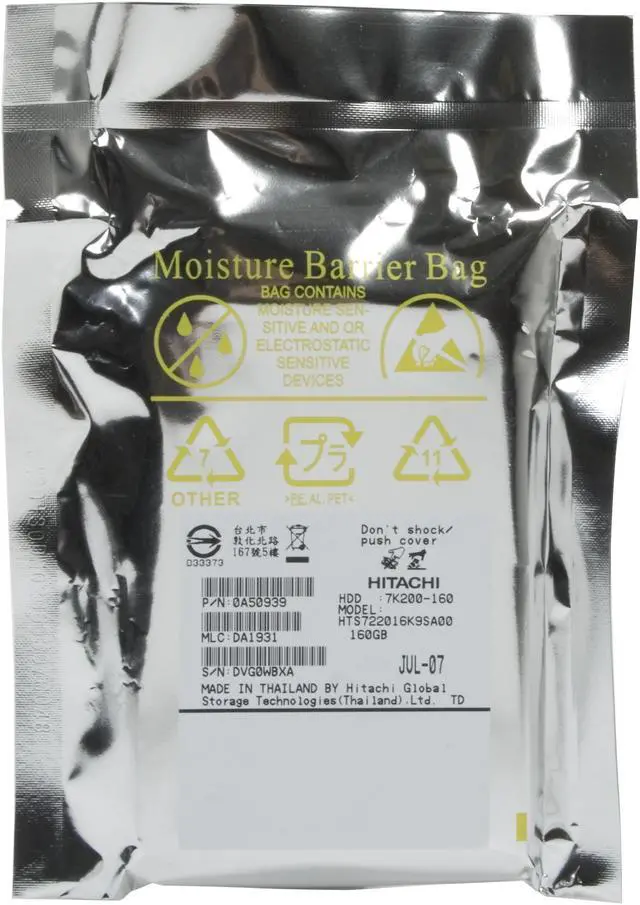 Moisture Barrier Bag
BAG CONTAINS
MOISTURE SEN-
SITIVE AND OR
ELECTROSTATIC
SENSITIVE
DEVICES
7
OTHER
プラ
>PE,AL,PET<
11
台北市
敦化北路
167號5樓
D33373
Don't shock/
push cover
P/N:0A50939
MLC:DA1931
S/N:DVG0WBXA
HITACHI
HDD :7K200-160
MODEL:
HTS722016K9SA00
160GB
JUL-07
MADE IN THAILAND BY Hitachi Global
Storage Technologies(Thailand).Ltd. TD